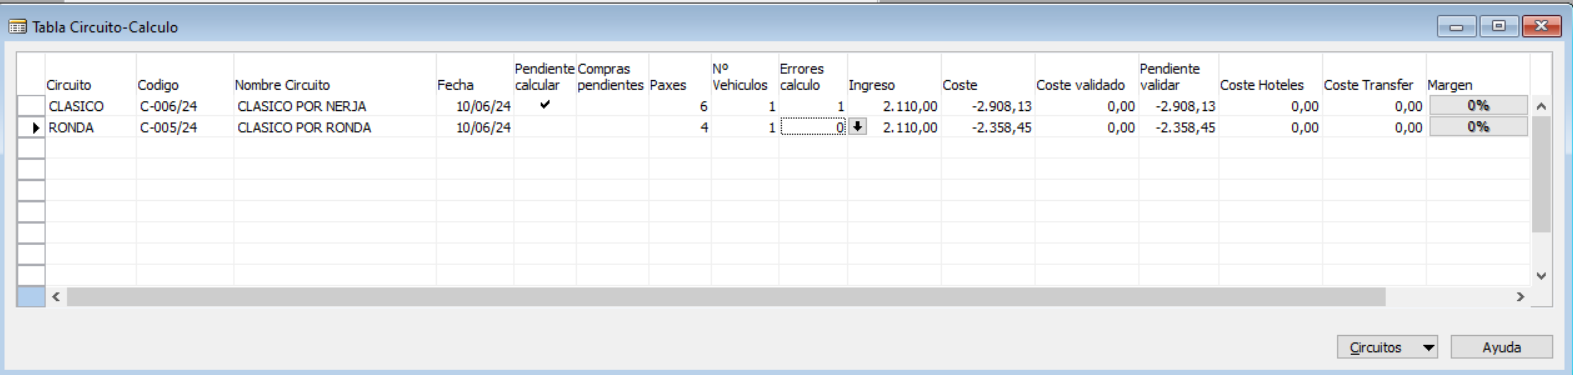 Tabla Circuito-Calculo
Circuito Codigo Nombre Circuito Fecha Pendiente calcular Compras pendientes Paxes Nº Vehiculos Errores calculo Ingreso Coste Coste validado Pendiente validar Coste Hoteles Coste Transfer Margen
CLASICO C-006/24 CLASICO POR NERJA 10/06/24 ✔ 6 1 1 2.110,00 -2.908,13 0,00 -2.908,13 0,00 0,00 0%
RONDA C-005/24 CLASICO POR RONDA 10/06/24 4 1 0 2.110,00 -2.358,45 0,00 -2.358,45 0,00 0,00 0%
Circuitos Ayuda